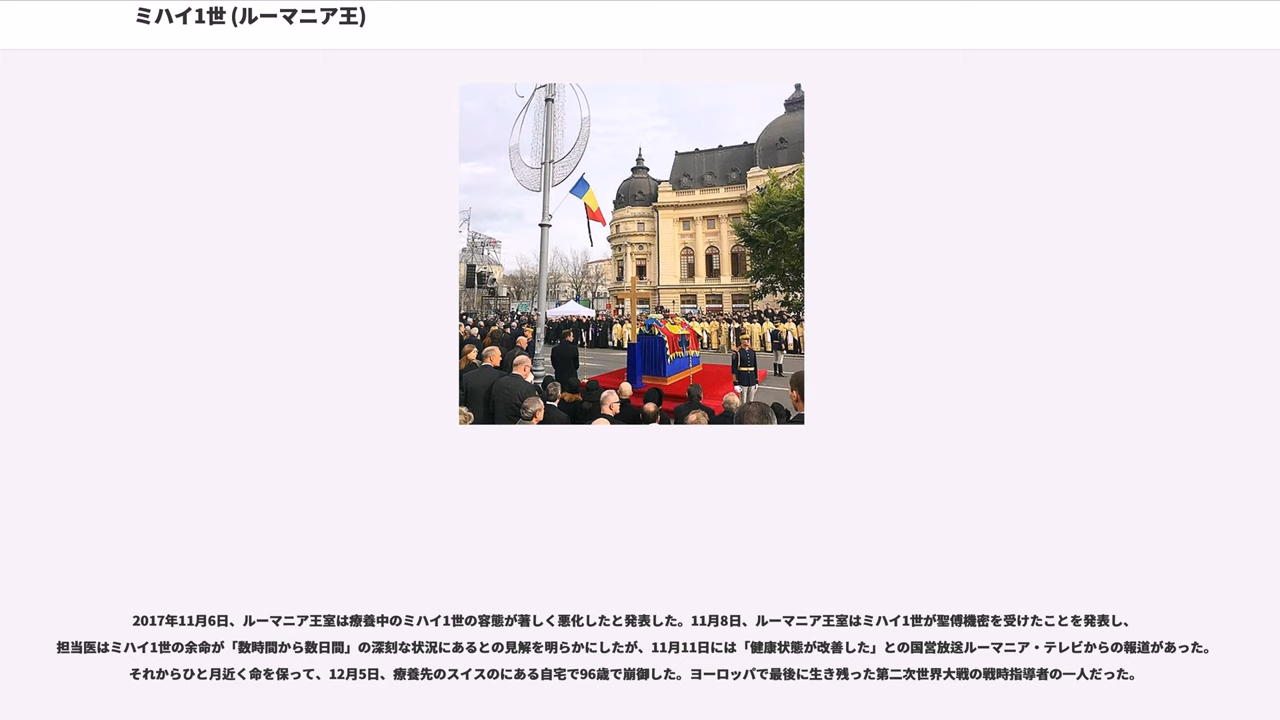 ミハイ1世 (ルーマニア王)
2017年11月6日、ルーマニア王室は療養中のミハイ1世の容態が著しく悪化したと発表した。11月8日、ルーマニア王室はミハイ1世が聖傅機密を受けたことを発表し、
担当医はミハイ1世の余命が「数時間から数日間」の深刻な状況にあるとの見解を明らかにしたが、11月11日には「健康状態が改善した」との国営放送ルーマニア・テレビからの報道があった。
それからひと月近く命を保って、12月5日、療養先のスイスのにある自宅で96歳で崩御した。ヨーロッパで最後に生き残った第二次世界大戦の戦時指導者の一人だった。